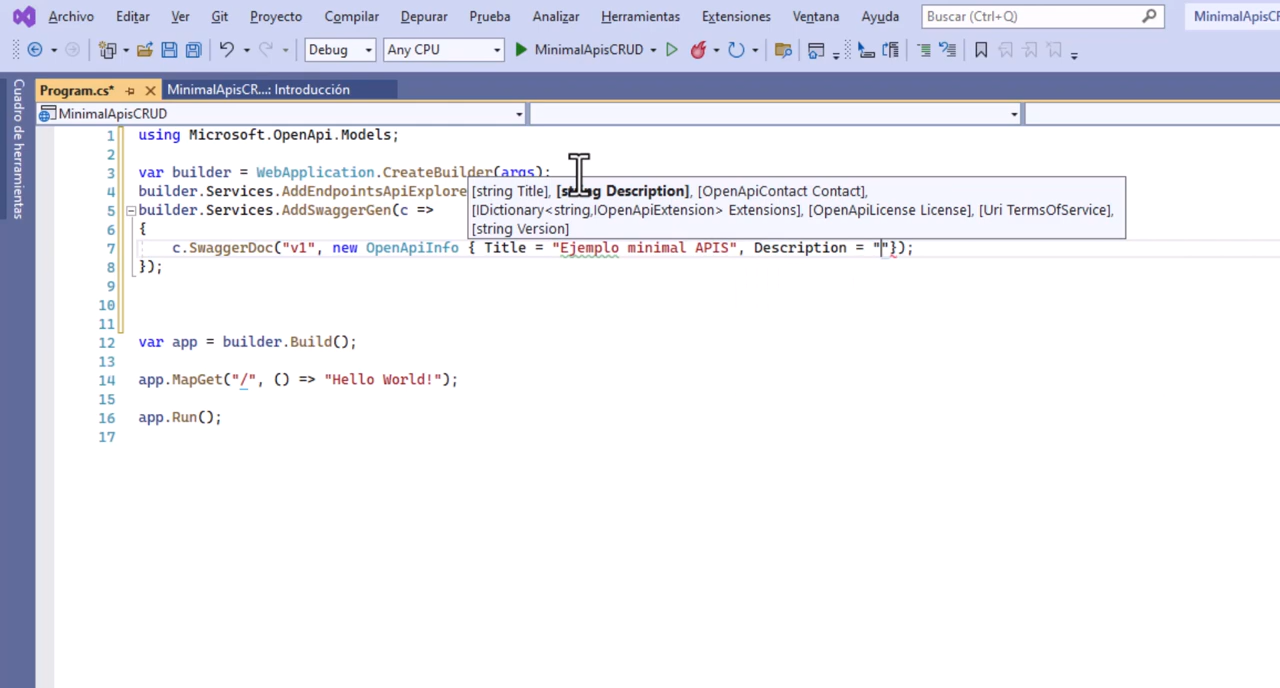 Archivo Editar Ver Git Proyecto Compilar Depurar Prueba Analizar Herramientas Extensiones Ventana Ayuda Buscar (Ctrl+Q) MinimalApisCR
Debug Any CPU MinimalApisCRUD
Cuadro de herramientas
Program.cs* MinimalApisCR...: Introducción
MinimalApisCRUD
1 using Microsoft.OpenApi.Models;
2
3 var builder = WebApplication.CreateBuilder(args);
4 builder.Services.AddEndpointsApiExplore
5 builder.Services.AddSwaggerGen(c =>
[string Title], [string Description], [OpenApiContact Contact],
[IDictionary<string,IOpenApiExtension> Extensions], [OpenApiLicense License], [Uri TermsOfService],
[string Version]
6 {
7 c.SwaggerDoc("v1", new OpenApiInfo { Title = "Ejemplo minimal APIS", Description = ""});
8 });
9
10
11
12 var app = builder.Build();
13
14 app.MapGet("/", () => "Hello World!");
15
16 app.Run();
17